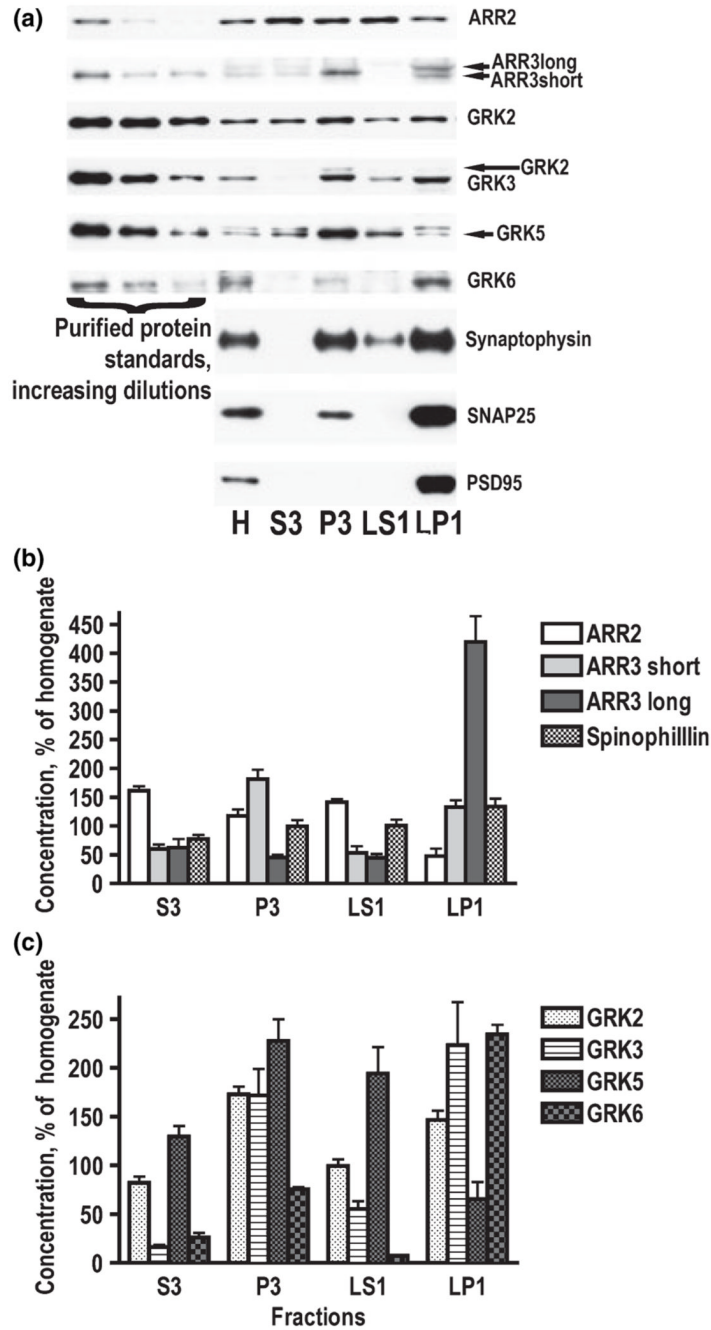 (a)
ARR2
ARR3long
ARR3short
GRK2
GRK2
GRK3
GRK5
GRK6
Purified protein
standards,
increasing dilutions
Synaptophysin
SNAP25
PSD95
H S3 P3 LS1 LP1
(b)
Concentration, % of homogenate
450
400
350
300
250
200
150
100
50
0
S3 P3 LS1 LP1
ARR2
ARR3 short
ARR3 long
Spinophilllin
(c)
Concentration, % of homogenate
250
200
150
100
50
0
S3 P3 LS1 LP1
Fractions
GRK2
GRK3
GRK5
GRK6